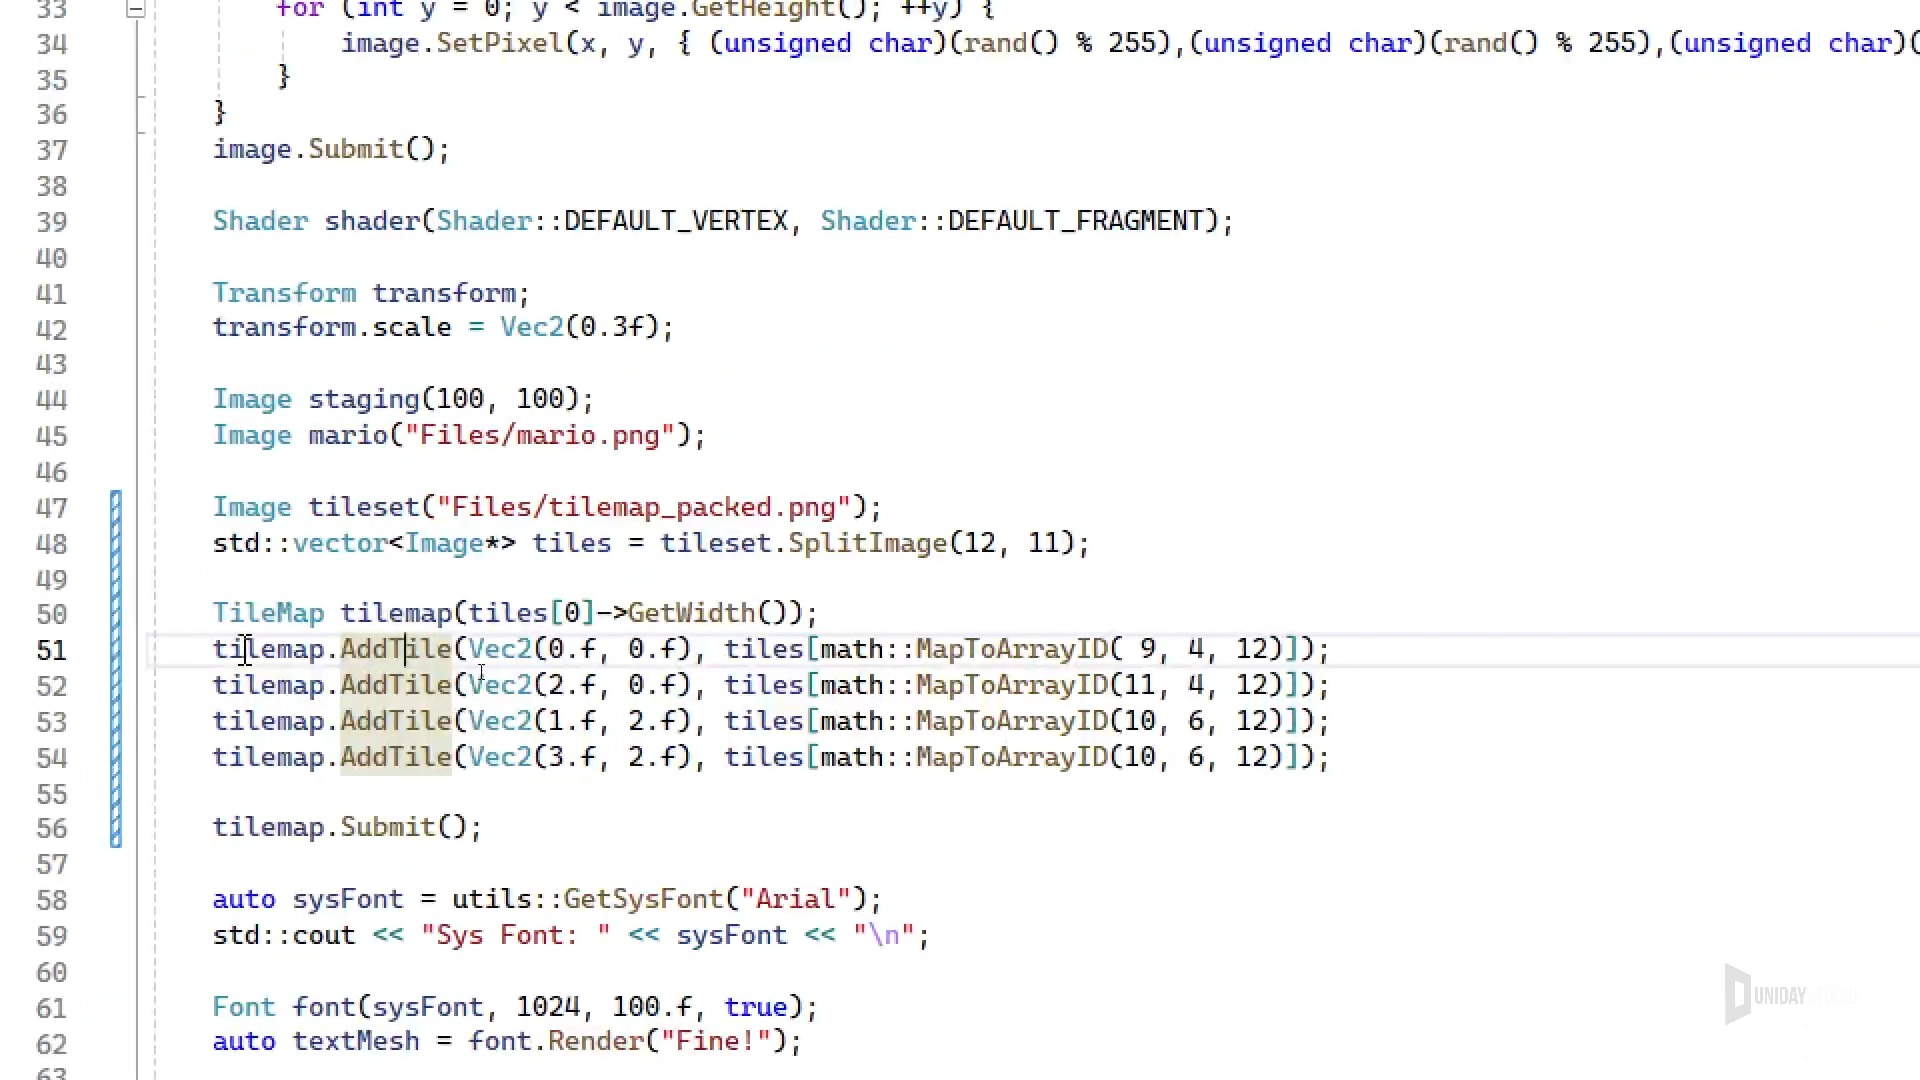 33 for (int y = 0; y < image.GetHeight(); ++y) {
34 image.SetPixel(x, y, { (unsigned char)(rand() % 255),(unsigned char)(rand() % 255),(unsigned char)(
35 }
36 }
37 image.Submit();
38
39 Shader shader(Shader::DEFAULT_VERTEX, Shader::DEFAULT_FRAGMENT);
40
41 Transform transform;
42 transform.scale = Vec2(0.3f);
43
44 Image staging(100, 100);
45 Image mario("Files/mario.png");
46
47 Image tileset("Files/tilemap_packed.png");
48 std::vector<Image*> tiles = tileset.SplitImage(12, 11);
49
50 TileMap tilemap(tiles[0]->GetWidth());
51 tilemap.AddTile(Vec2(0.f, 0.f), tiles[math::MapToArrayID( 9, 4, 12)]);
52 tilemap.AddTile(Vec2(2.f, 0.f), tiles[math::MapToArrayID(11, 4, 12)]);
53 tilemap.AddTile(Vec2(1.f, 2.f), tiles[math::MapToArrayID(10, 6, 12)]);
54 tilemap.AddTile(Vec2(3.f, 2.f), tiles[math::MapToArrayID(10, 6, 12)]);
55
56 tilemap.Submit();
57
58 auto sysFont = utils::GetSysFont("Arial");
59 std::cout << "Sys Font: " << sysFont << "\n";
60
61 Font font(sysFont, 1024, 100.f, true);
62 auto textMesh = font.Render("Fine!");
63
UNIDAY